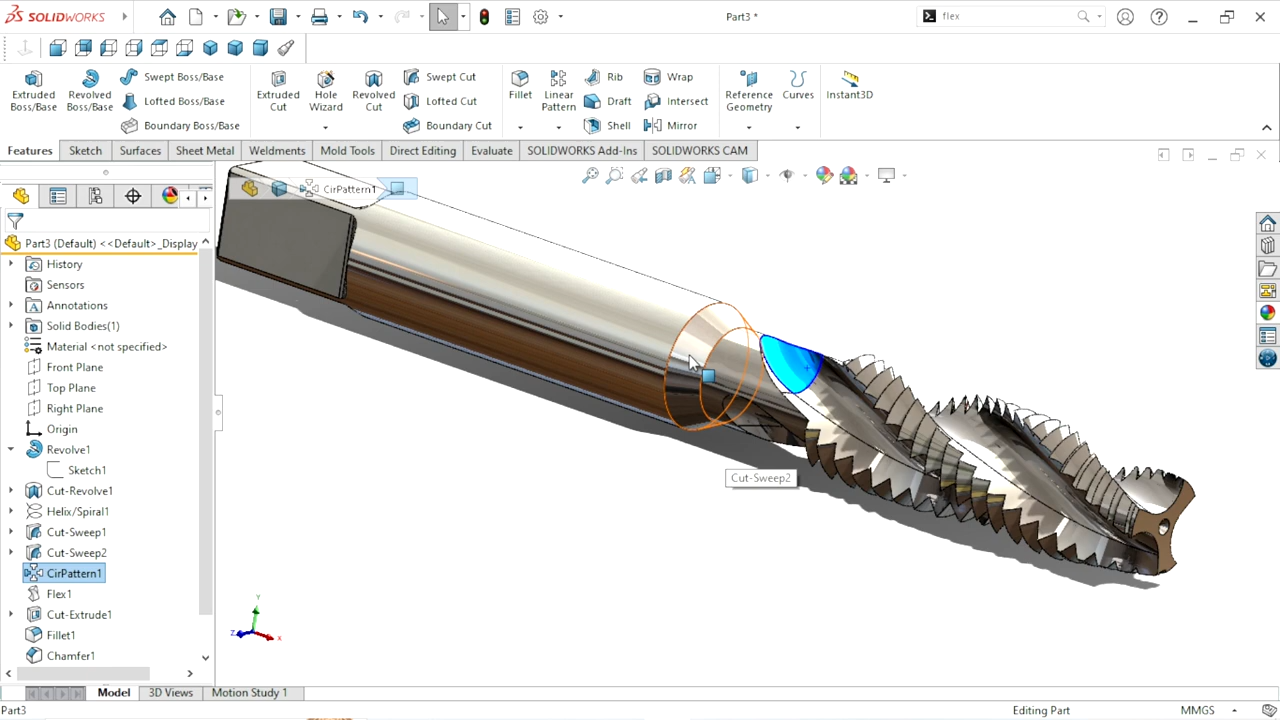 SOLIDWORKS
Part3 *
flex
Extruded Boss/Base
Revolved Boss/Base
Swept Boss/Base
Lofted Boss/Base
Boundary Boss/Base
Extruded Cut
Hole Wizard
Revolved Cut
Swept Cut
Lofted Cut
Boundary Cut
Fillet
Linear Pattern
Rib
Draft
Shell
Wrap
Intersect
Mirror
Reference Geometry
Curves
Instant3D
Features
Sketch
Surfaces
Sheet Metal
Weldments
Mold Tools
Direct Editing
Evaluate
SOLIDWORKS Add-Ins
SOLIDWORKS CAM
CirPattern1
Part3 (Default) <<Default>_Display
History
Sensors
Annotations
Solid Bodies(1)
Material <not specified>
Front Plane
Top Plane
Right Plane
Origin
Revolve1
Sketch1
Cut-Revolve1
Helix/Spiral1
Cut-Sweep1
Cut-Sweep2
CirPattern1
Flex1
Cut-Extrude1
Fillet1
Chamfer1
Cut-Sweep2
Y
Z
X
Model
3D Views
Motion Study 1
Part3
Editing Part
MMGS